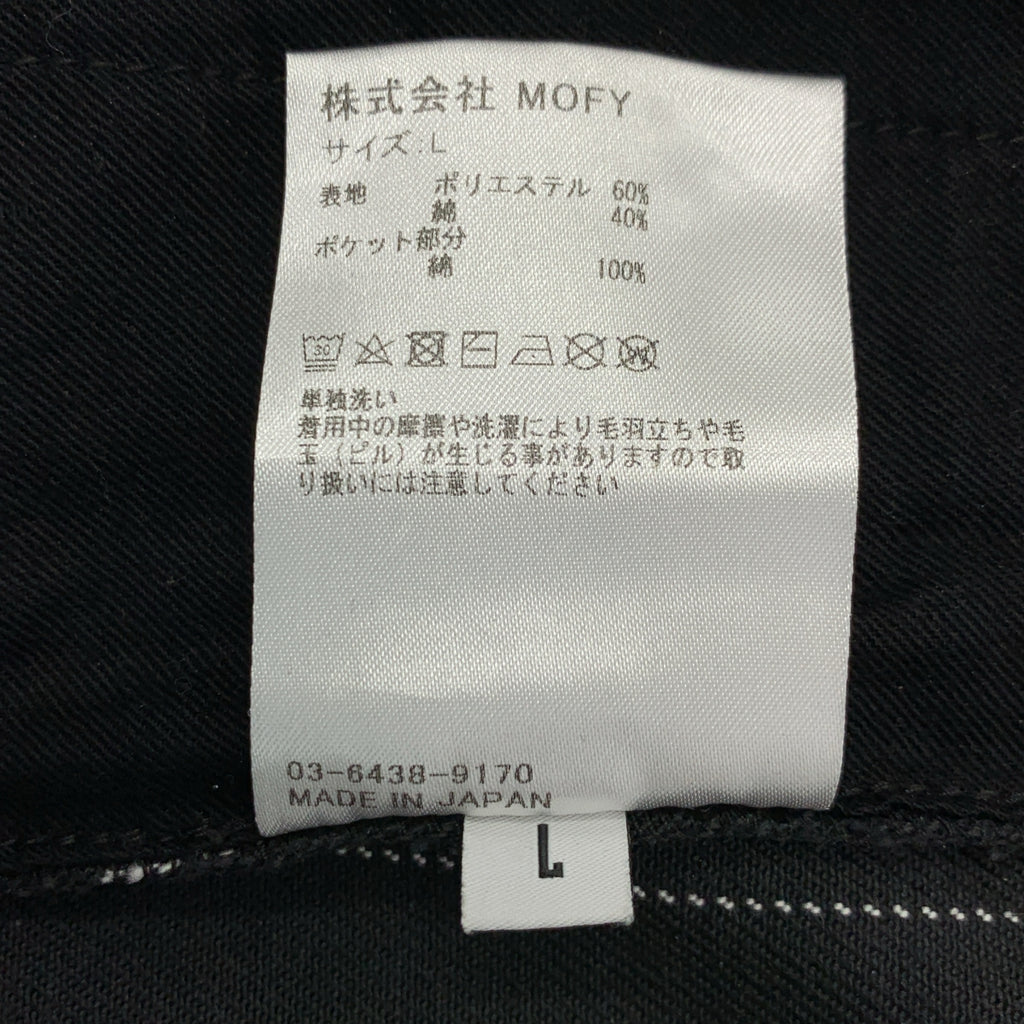 株式会社 MOFY
サイズ:L
表地 ポリエステル 60%
綿 40%
ポケット部分
綿 100%
30
W
単独洗い
着用中の摩擦や洗濯により毛羽立ちや毛
玉(ピル)が生じる事がありますので取
り扱いには注意してください
03-6438-9170
MADE IN JAPAN
L